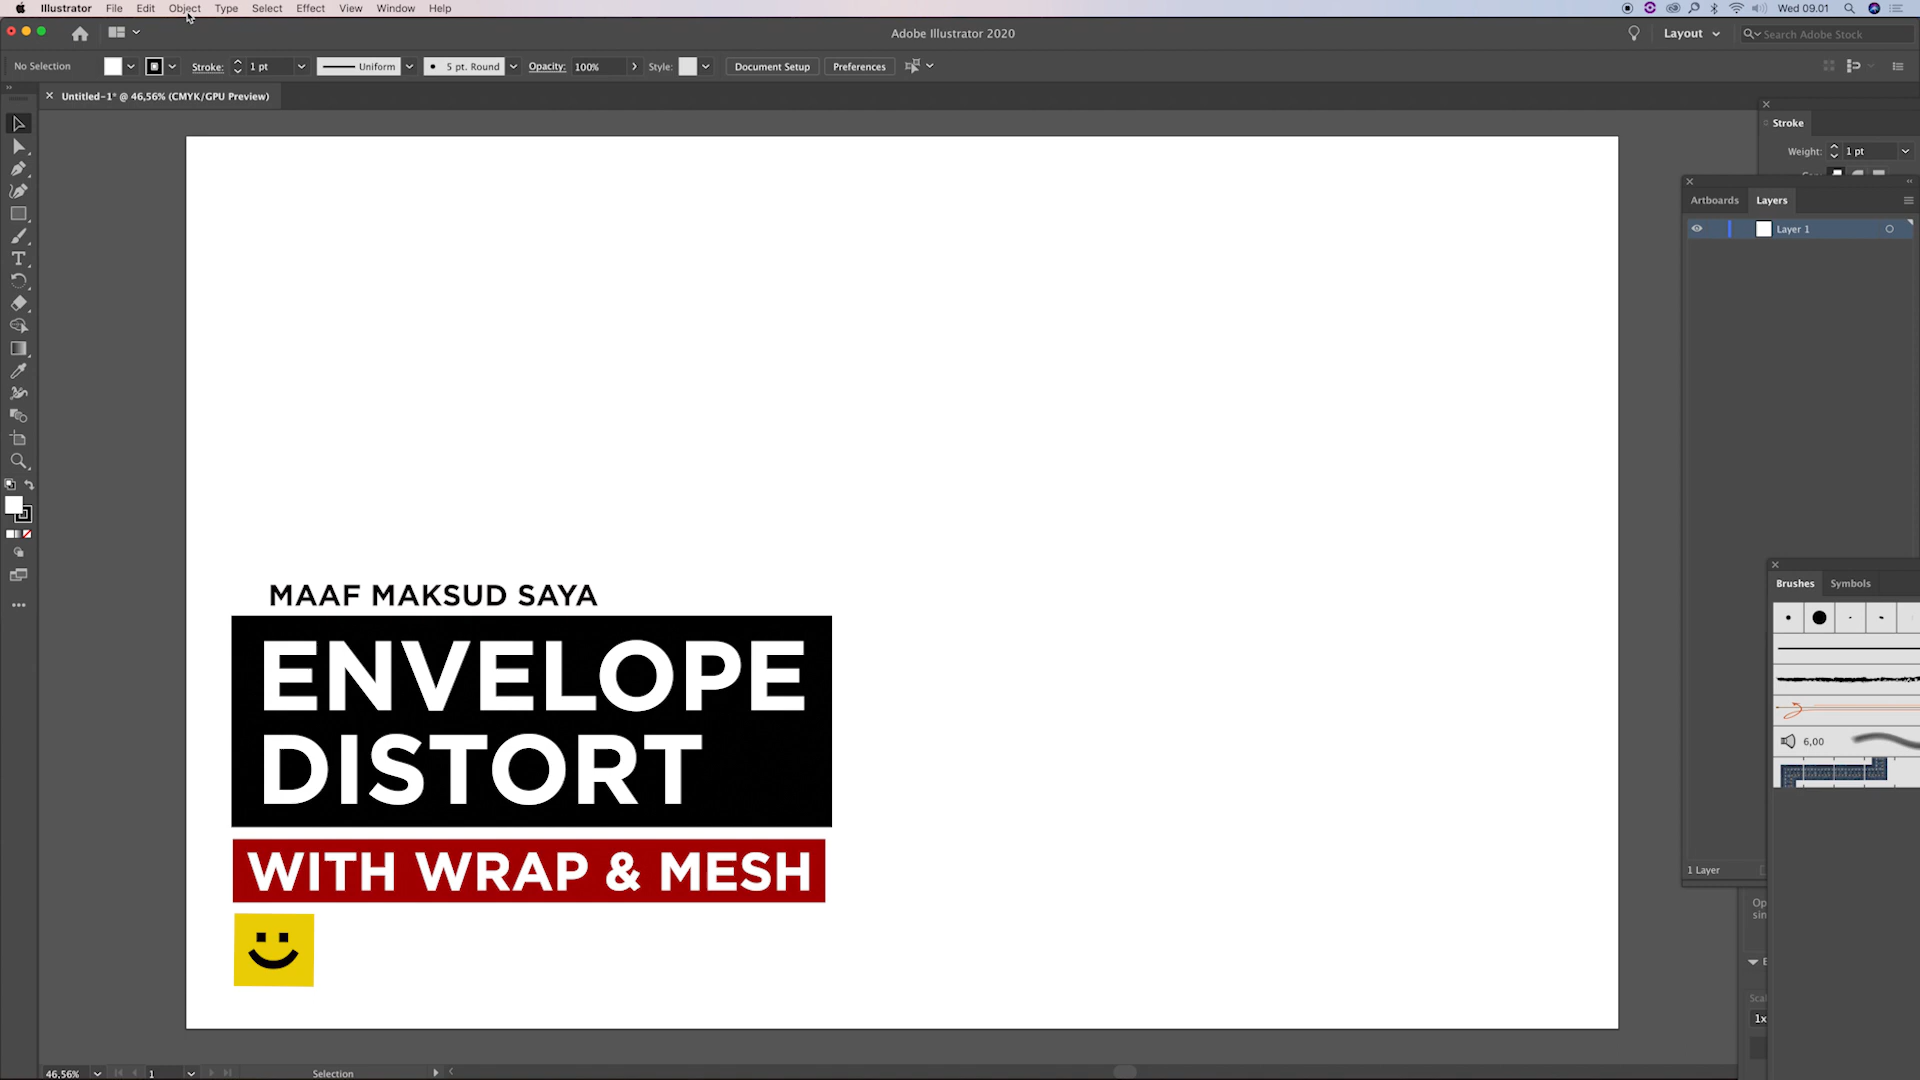 Illustrator File Edit Object Type Select Effect View Window Help Wed 09.01
Adobe Illustrator 2020 Layout Search Adobe Stock
No Selection Stroke: 1 pt Uniform 5 pt. Round Opacity: 100% Style: Document Setup Preferences
Untitled-1* @ 46,56% (CMYK/GPU Preview)
Stroke
Weight: 1 pt
Artboards Layers
Layer 1
MAAF MAKSUD SAYA
ENVELOPE
DISTORT
WITH WRAP & MESH
Brushes Symbols
6,00
1 Layer
1x
46,56% 1 Selection